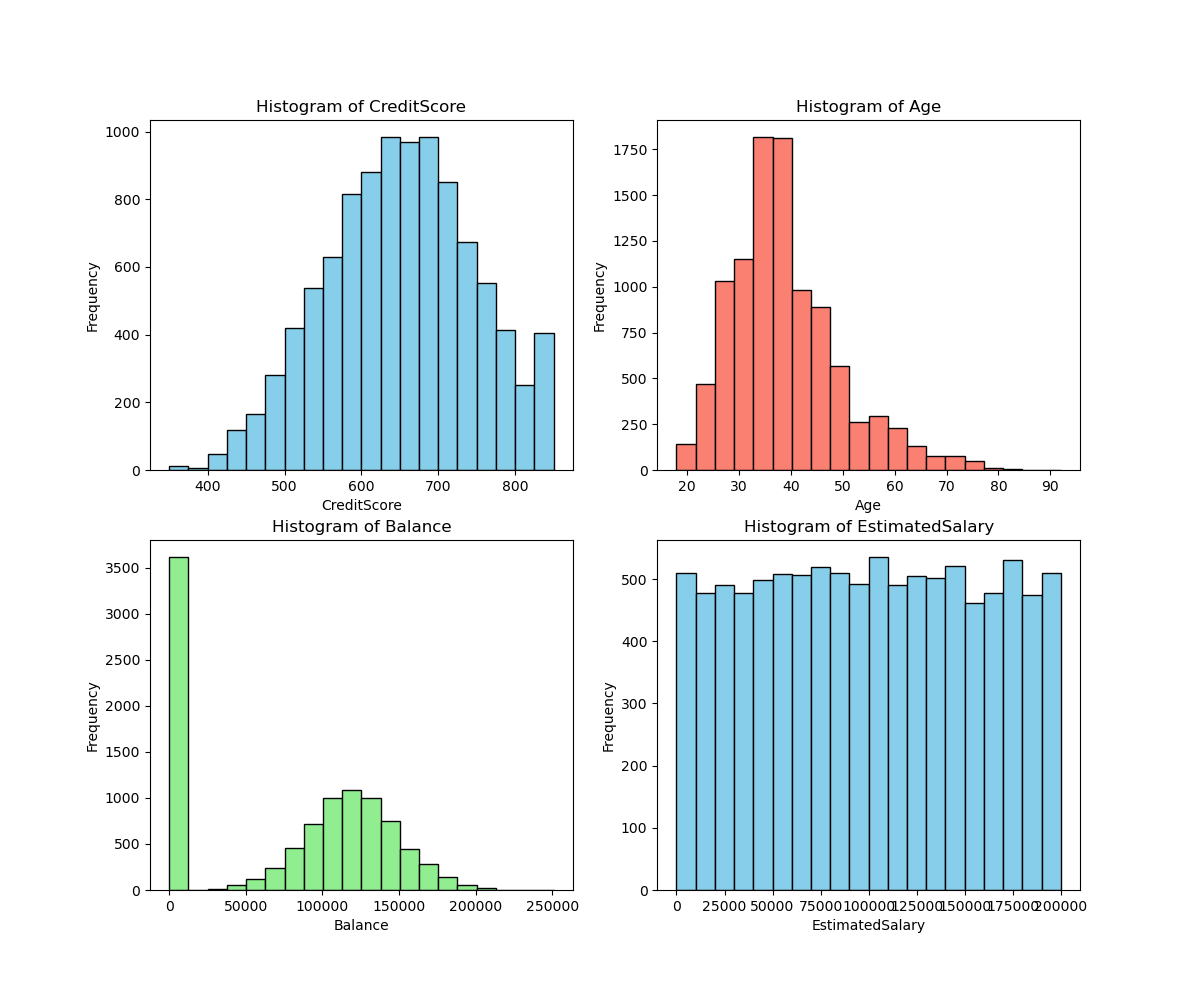 Histogram of CreditScore
1000
800
600
400
200
0
Frequency
400 500 600 700 800
CreditScore
Histogram of Age
1750
1500
1250
1000
750
500
250
0
Frequency
20 30 40 50 60 70 80 90
Age
Histogram of Balance
3500
3000
2500
2000
1500
1000
500
0
Frequency
0 50000 100000 150000 200000 250000
Balance
Histogram of EstimatedSalary
500
400
300
200
100
0
Frequency
0 25000 50000 75000 100000 125000 150000 175000 200000
EstimatedSalary